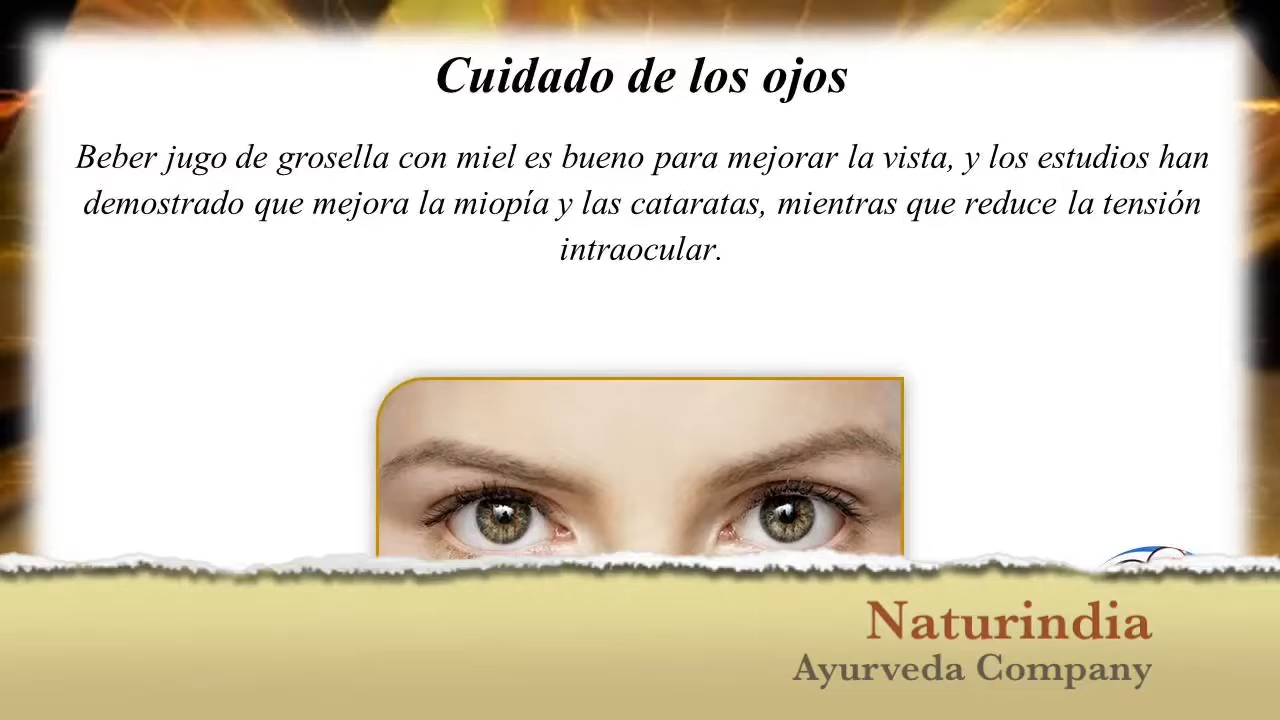 Cuidado de los ojos
Beber jugo de grosella con miel es bueno para mejorar la vista, y los estudios han
demostrado que mejora la miopía y las cataratas, mientras que reduce la tensión
intraocular.
Naturindia
Ayurveda Company